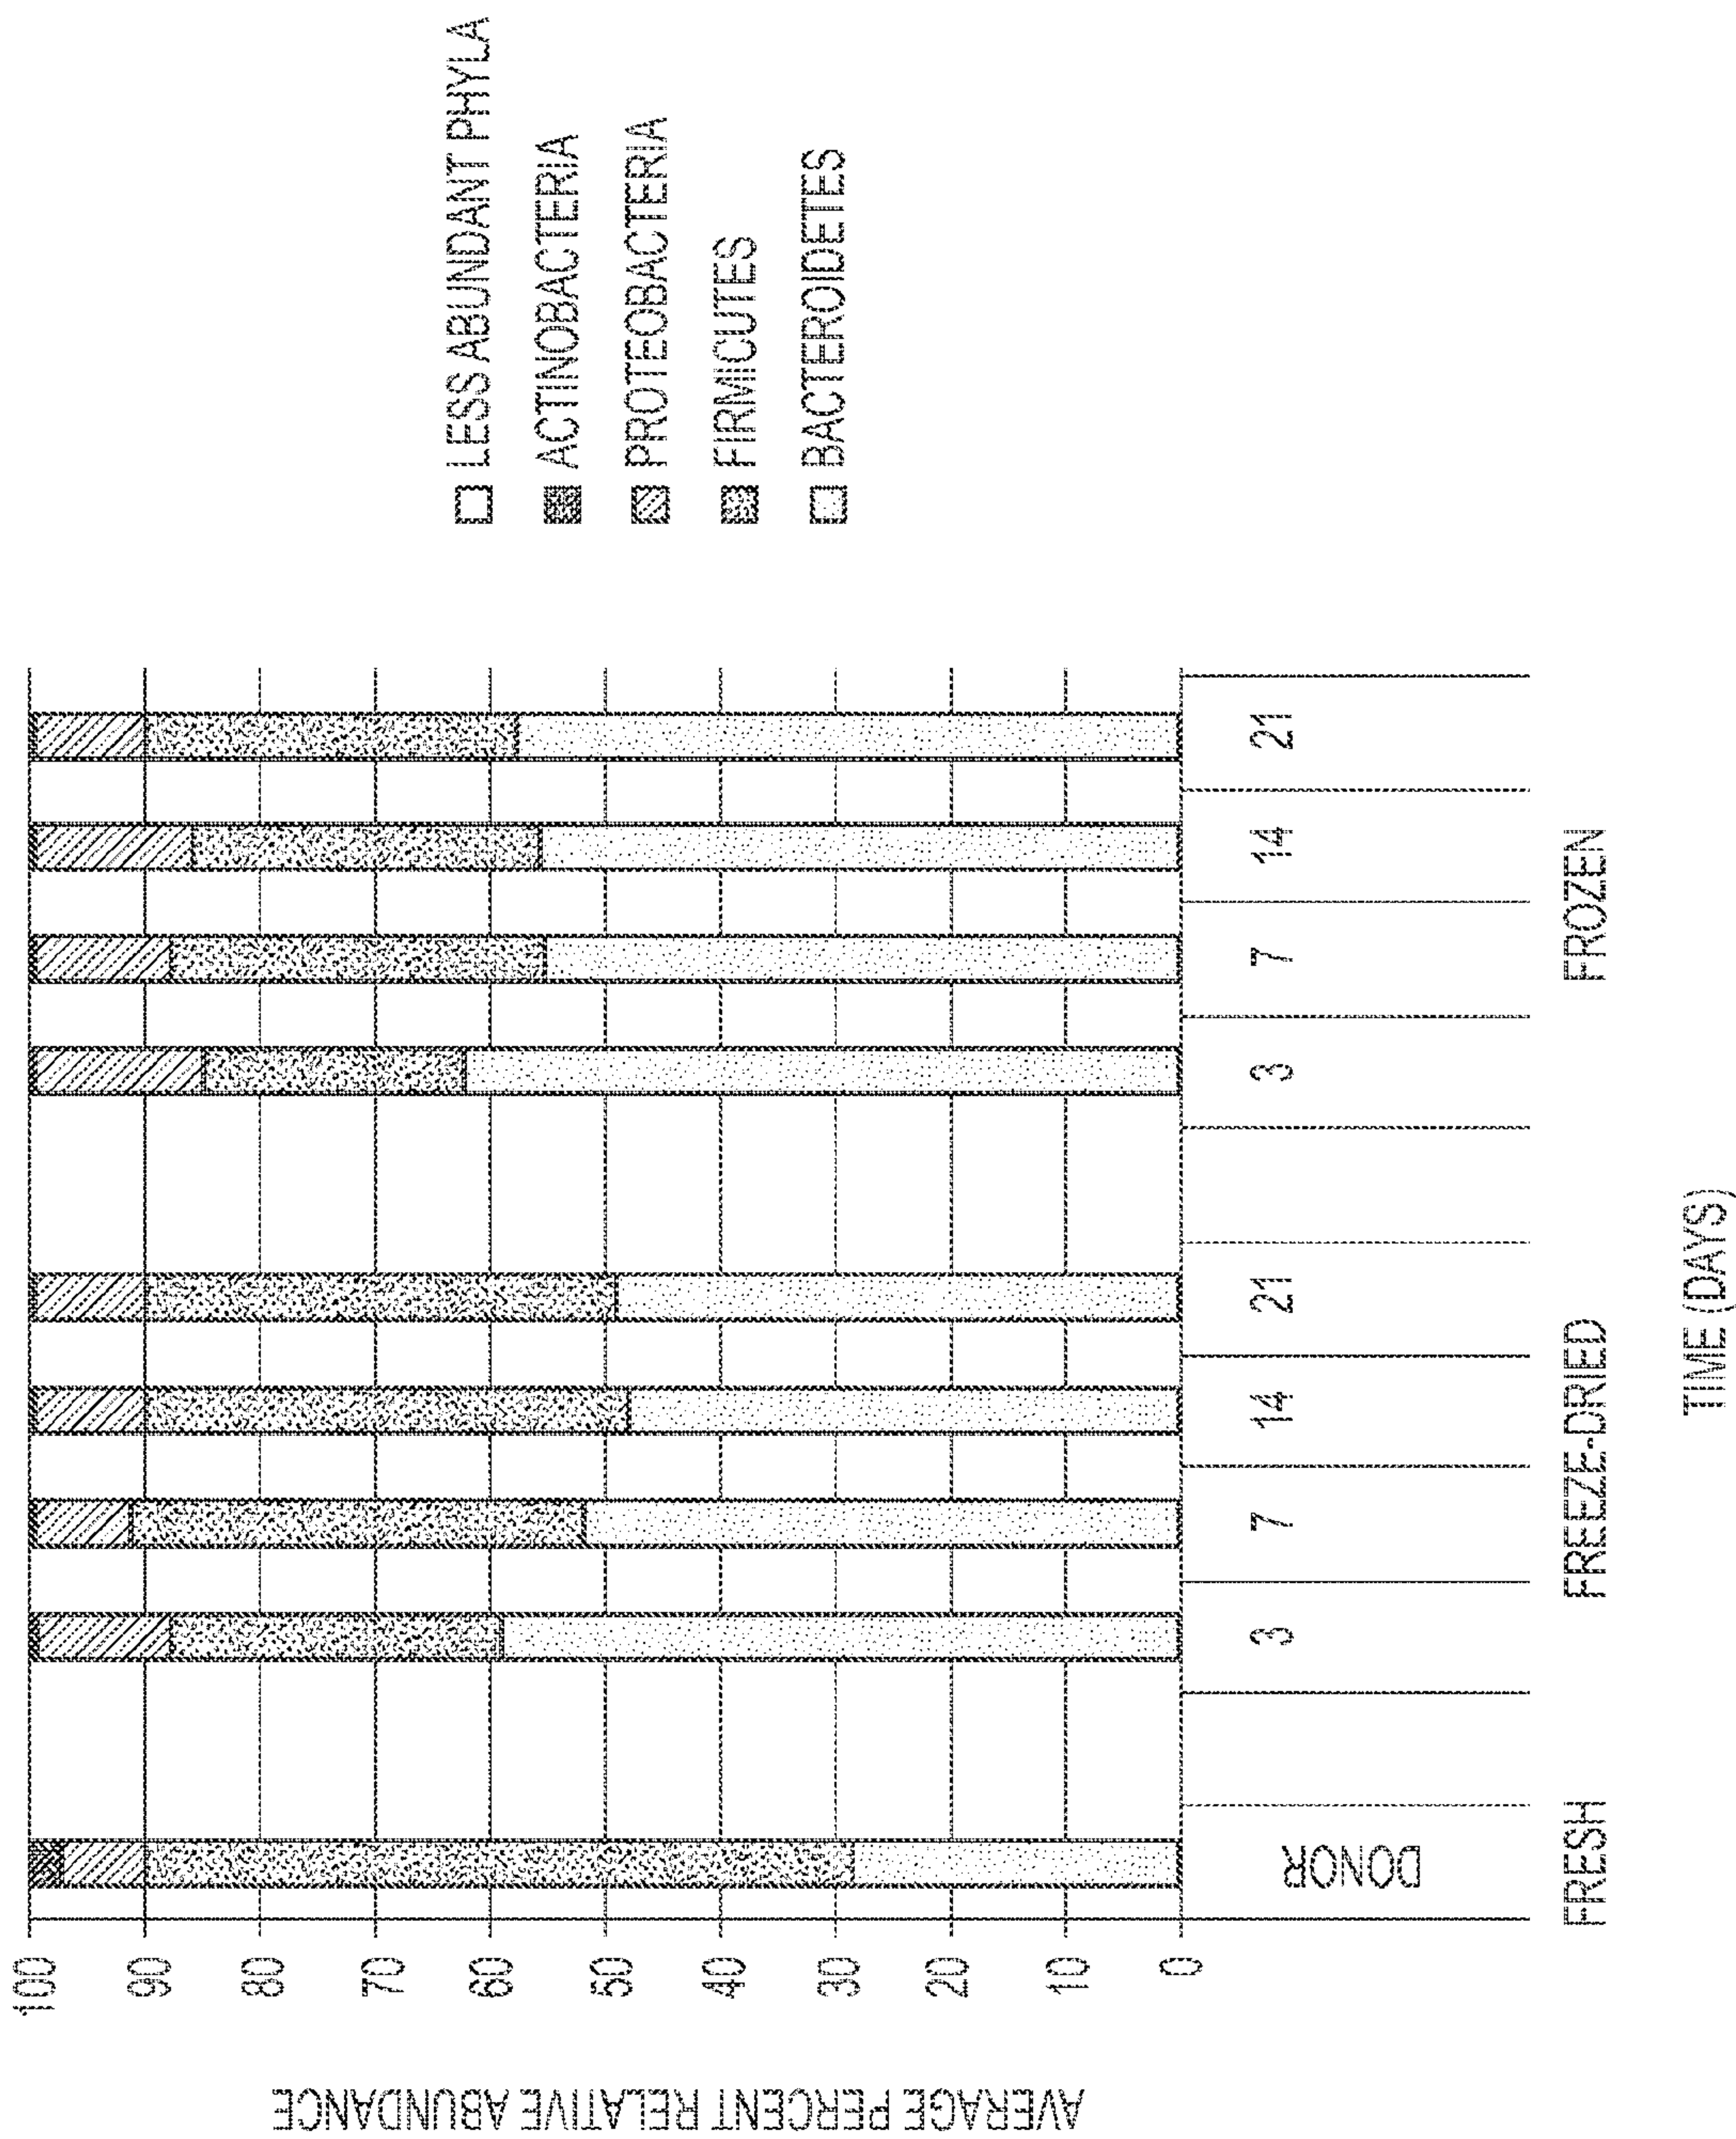 AVERAGE PERCENT RELATIVE ABUNDANCE
100
90
80
70
60
50
40
30
20
10
0
DONOR 3 7 14 21 3 7 14 21
FRESH FREEZE-DRIED FROZEN
TIME (DAYS)
LESS ABUNDANT PHYLA
ACTINOBACTERIA
PROTEOBACTERIA
FIRMICUTES
BACTEROIDETES